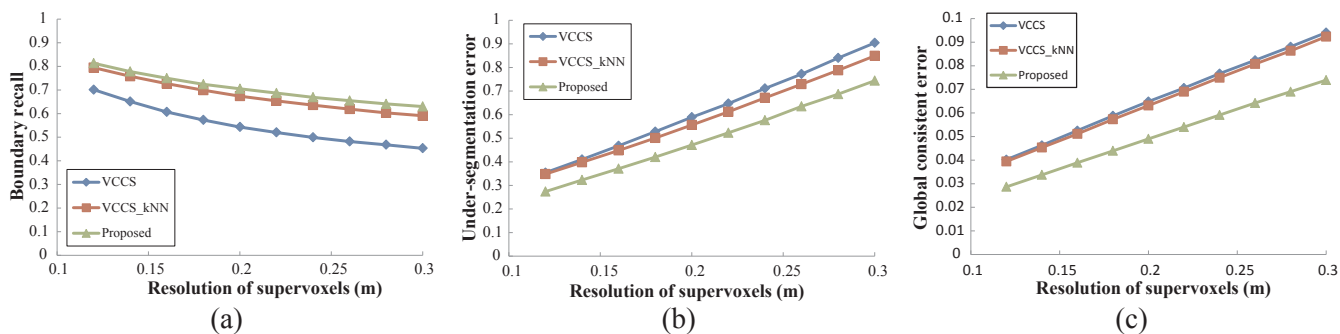 Boundary recall
1
0.9
0.8
0.7
0.6
0.5
0.4
0.3
0.2
0.1
0
VCCS
VCCS_kNN
Proposed
0.1 0.15 0.2 0.25 0.3
Resolution of supervoxels (m)
(a)
Under-segmentation error
1
0.9
0.8
0.7
0.6
0.5
0.4
0.3
0.2
0.1
0
VCCS
VCCS_kNN
Proposed
0.1 0.15 0.2 0.25 0.3
Resolution of supervoxels (m)
(b)
Global consistent error
0.1
0.09
0.08
0.07
0.06
0.05
0.04
0.03
0.02
0.01
0
VCCS
VCCS_kNN
Proposed
0.1 0.15 0.2 0.25 0.3
Resolution of supervoxels (m)
(c)